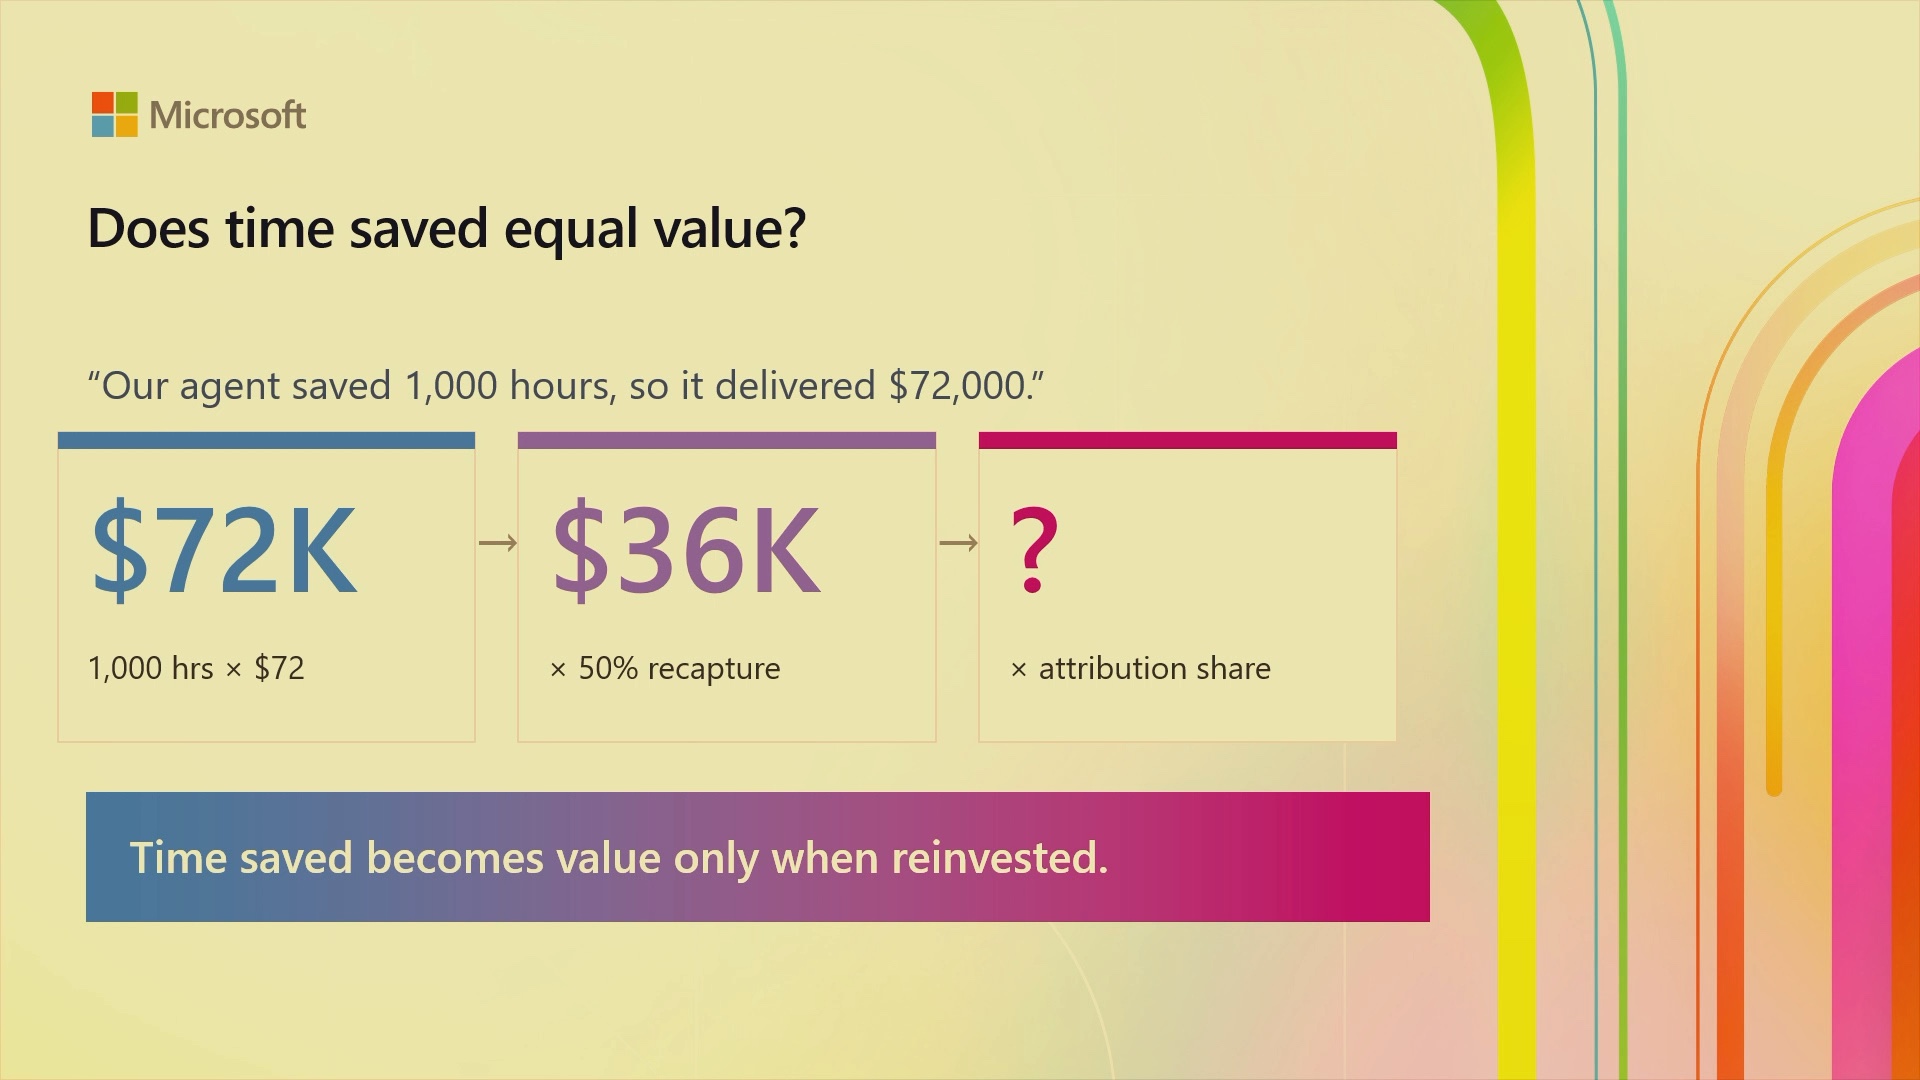 Microsoft
Does time saved equal value?
“Our agent saved 1,000 hours, so it delivered $72,000.”
$72K
→
$36K
→
?
1,000 hrs × $72
× 50% recapture
× attribution share
Time saved becomes value only when reinvested.